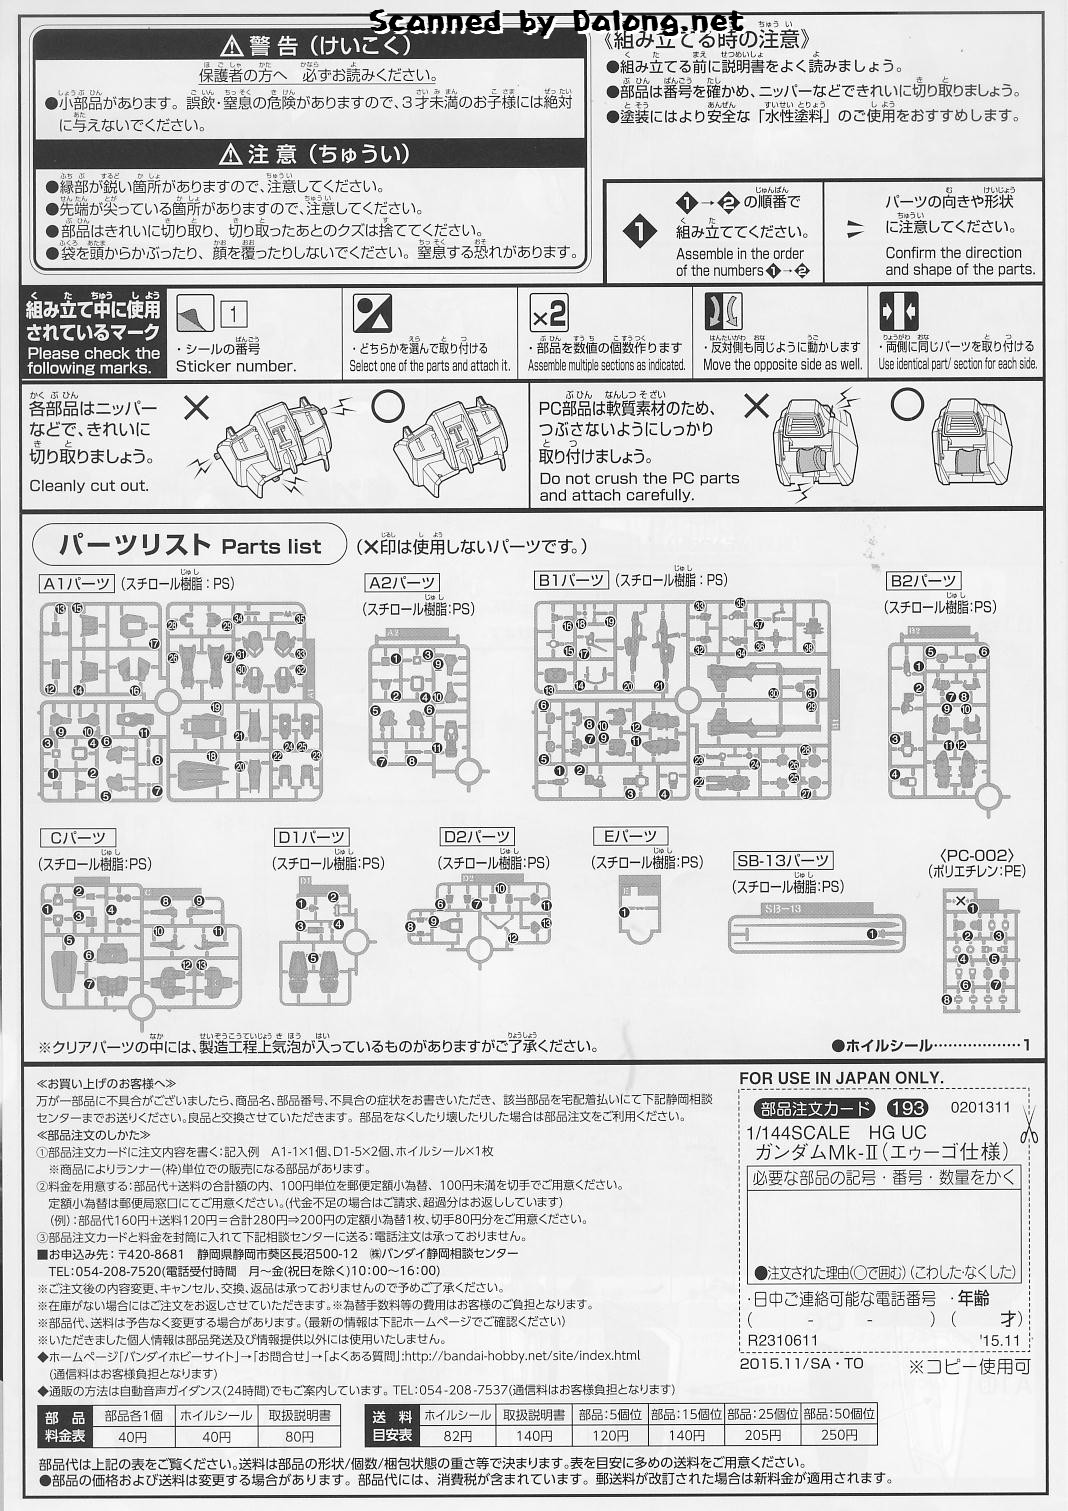 Scanned by Dalong.net
⚠警告(けいこく)
保護者の方へ 必ずお読みください。
●小部品があります。誤飲・窒息の危険がありますので、3才未満のお子様には絶対
に与えないでください。
⚠注意(ちゅうい)
●縁部が鋭い箇所がありますので、注意してください。
●先端が尖っている箇所がありますので、注意してください。
●部品はきれいに切り取り、切り取ったあとのクズは捨ててください。
●袋を頭からかぶったり、顔を覆ったりしないでください。窒息する恐れがあります。
《組み立てる時の注意》
●組み立てる前に説明書をよく読みましょう。
●部品は番号を確かめ、ニッパーなどできれいに切り取りましょう。
●塗装にはより安全な「水性塗料」のご使用をおすすめします。
1
1→2の順番で
組み立ててください。
Assemble in the order
of the numbers 1→2
パーツの向きや形状
に注意してください。
Confirm the direction
and shape of the parts.
組み立て中に使用
されているマーク
Please check the
following marks.
1
・シールの番号
Sticker number.
・どちらかを選んで取り付ける
Select one of the parts and attach it.
×2
・部品を数値の個数作ります
Assemble multiple sections as indicated.
・反対側も同じように動かします
Move the opposite side as well.
・両側に同じパーツを取り付ける
Use identical part/ section for each side.
各部品はニッパー
などで、きれいに
切り取りましょう。
Cleanly cut out.
PC部品は軟質素材のため、
つぶさないようにしっかり
取り付けましょう。
Do not crush the PC parts
and attach carefully.
パーツリスト Parts list (×印は使用しないパーツです。)
A1パーツ (スチロール樹脂:PS)
A2パーツ
(スチロール樹脂:PS)
B1パーツ (スチロール樹脂:PS)
B2パーツ
(スチロール樹脂:PS)
Cパーツ
(スチロール樹脂:PS)
D1パーツ
(スチロール樹脂:PS)
D2パーツ
(スチロール樹脂:PS)
Eパーツ
(スチロール樹脂:PS)
SB-13パーツ
(スチロール樹脂:PS)
SB-13
〈PC-002〉
(ポリエチレン:PE)
※クリアパーツの中には、製造工程上気泡が入っているものがありますがご了承ください。
●ホイルシール………………1
≪お買い上げのお客様へ≫
万が一部品に不具合がございましたら、商品名、部品番号、不具合の症状をお書きいただき、該当部品を宅配着払いにて下記静岡相談
センターまでお送りください。良品と交換させていただきます。部品をなくしたり壊したりした場合は部品注文をご利用ください。
≪部品注文のしかた≫
①部品注文カードに注文内容を書く:記入例 A1-1×1個、D1-5×2個、ホイルシール×1枚
※商品によりランナー(枠)単位での販売になる部品があります。
②料金を用意する:部品代+送料の合計額の内、100円単位を郵便定額小為替、100円未満を切手でご用意ください。
定額小為替は郵便局窓口にてご用意ください。(代金不足の場合はご請求、超過分はお返ししています)
(例):部品代160円+送料120円=合計280円⇒200円の定額小為替1枚、切手80円分をご用意ください。
③部品注文カードと料金を封筒に入れて下記相談センターに送る:電話注文は承っておりません。
■お申込み先:〒420-8681 静岡県静岡市葵区長沼500-12 ㈱バンダイ静岡相談センター
TEL:054-208-7520(電話受付時間 月〜金(祝日を除く)10:00〜16:00)
※ご注文後の内容変更、キャンセル、交換、返品は承っておりませんので予めご了承ください。
※在庫がない場合にはご注文をお返しさせていただきます。※為替手数料等の費用はお客様のご負担となります。
※部品代、送料は予告なく変更する場合があります。(最新の情報は下記ホームページでご確認ください)
※いただきました個人情報は部品発送及び情報提供以外には使用いたしません。
◆ホームページ「バンダイホビーサイト」→「お問合せ」→「よくある質問」:http://bandai-hobby.net/site/index.html
(通信料はお客様負担となります)
◆通販の方法は自動音声ガイダンス(24時間)でもご案内しています。TEL:054-208-7537(通信料はお客様負担となります)
FOR USE IN JAPAN ONLY.
部品注文カード 193 0201311
1/144SCALE HG UC
ガンダムMk-Ⅱ(エゥーゴ仕様)
必要な部品の記号・番号・数量をかく
●注文された理由(○で囲む)(こわした・なくした)
・日中ご連絡可能な電話番号 ・年齢
( - - ) ( 才)
R2310611 '15.11
2015.11/SA・TO ※コピー使用可
部品料金表 部品各1個 ホイルシール 取扱説明書
40円 40円 80円
送料目安表 ホイルシール 取扱説明書 部品:5個位 部品:15個位 部品:25個位 部品:50個位
82円 140円 120円 140円 205円 250円
部品代は上記の表をご覧ください。送料は部品の形状/個数/梱包状態の重さ等で決まります。表を目安に多めの送料をご用意ください。
●部品の価格および送料は変更する場合があります。部品代には、消費税が含まれています。郵送料が改訂された場合は新料金が適用されます。